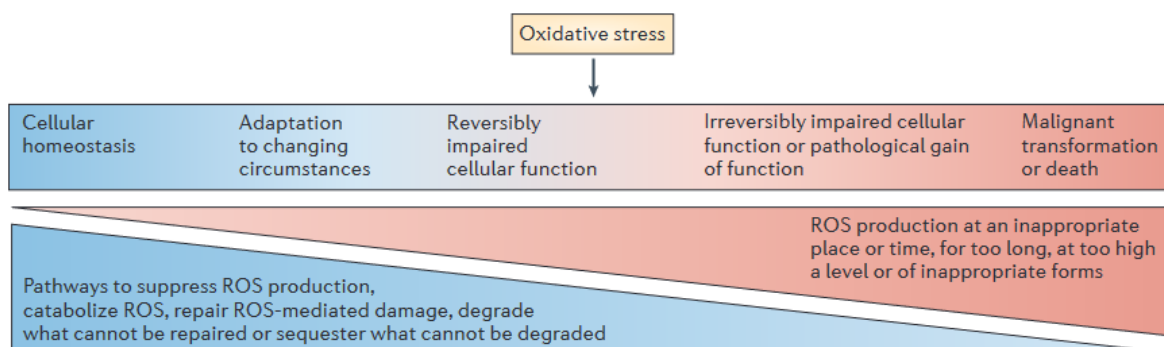 Oxidative stress
Cellular
homeostasis
Adaptation
to changing
circumstances
Reversibly
impaired
cellular function
Irreversibly impaired cellular
function or pathological gain
of function
Malignant
transformation
or death
ROS production at an inappropriate
place or time, for too long, at too high
a level or of inappropriate forms
Pathways to suppress ROS production,
catabolize ROS, repair ROS-mediated damage, degrade
what cannot be repaired or sequester what cannot be degraded